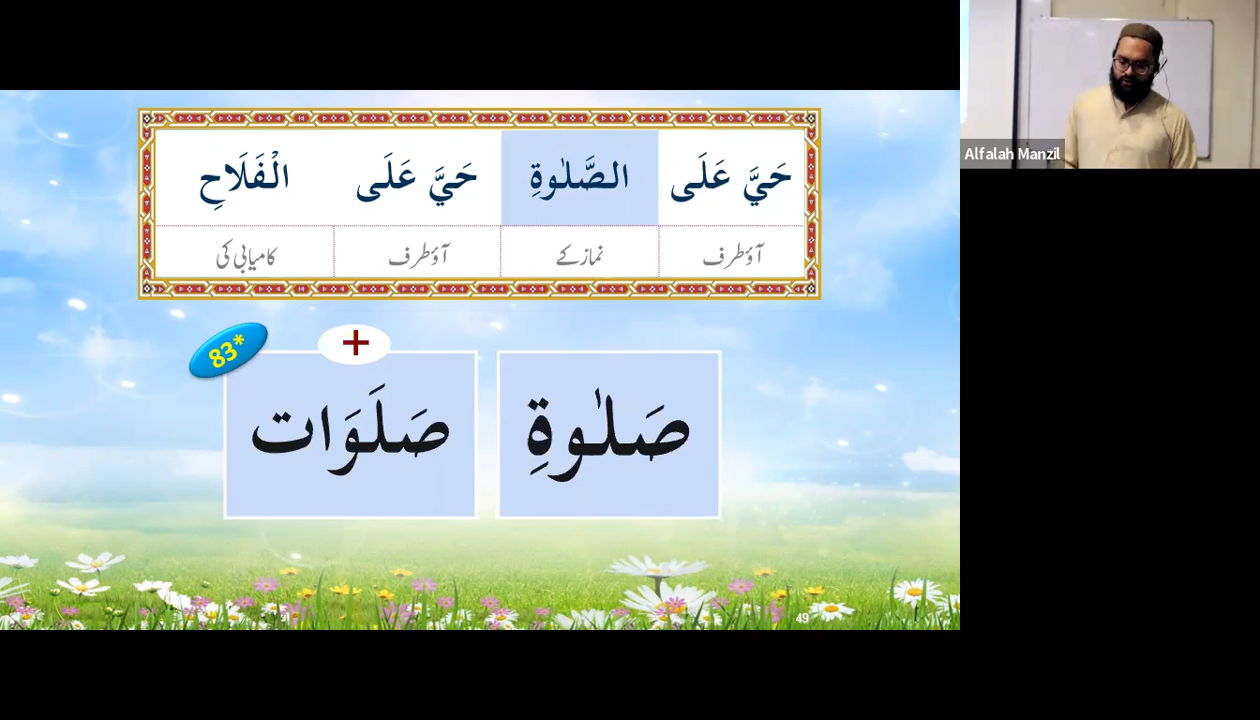 حَيَّ عَلَى الصَّلٰوةِ حَيَّ عَلَى الْفَلَاحِ
آؤ طرف نماز کے آؤ طرف کامیابی کی
+
83*
صَلٰوةِ صَلَوَات
49
Alfalah Manzil